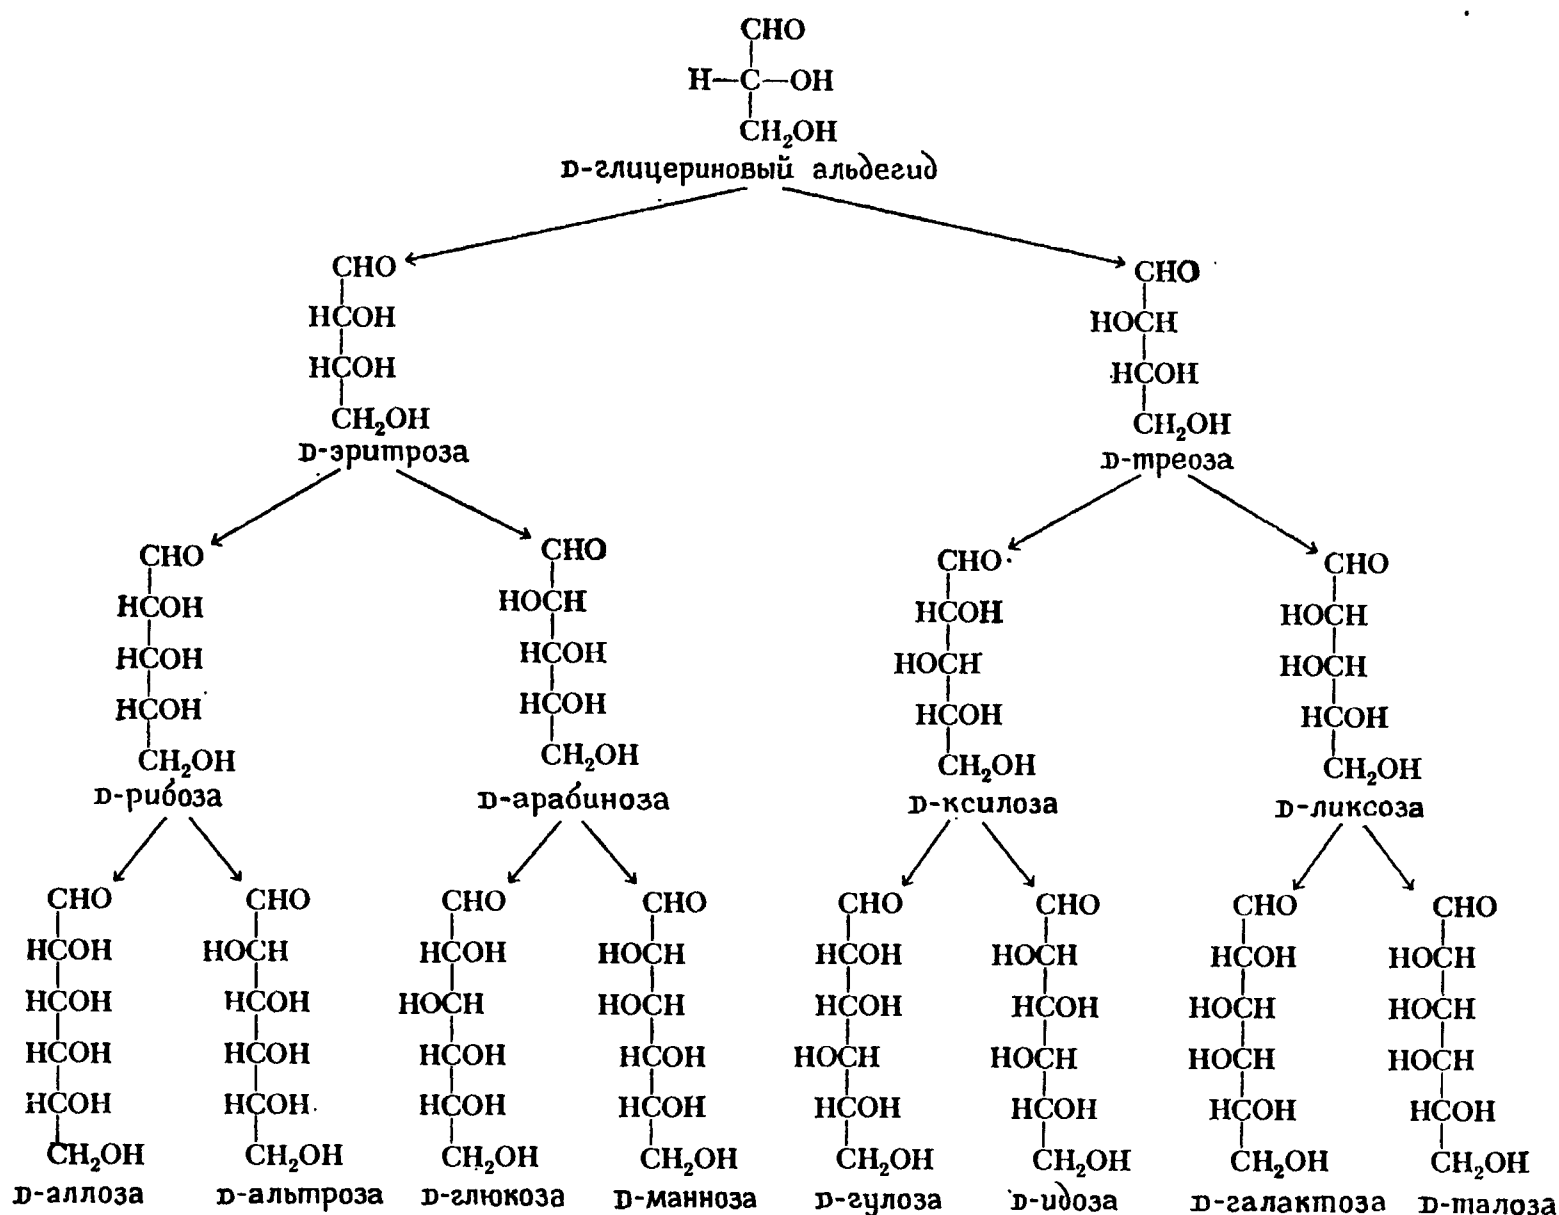 CHO
H—C—OH
CH₂OH
D-глицериновый альдегид
CHO CHO
HCOH HOCH
HCOH HCOH
CH₂OH CH₂OH
D-эритроза D-треоза
CHO CHO CHO CHO
HCOH HOCH HCOH HOCH
HCOH HCOH HOCH HOCH
HCOH HCOH HCOH HCOH
CH₂OH CH₂OH CH₂OH CH₂OH
D-рибоза D-арабиноза D-ксилоза D-ликсоза
CHO CHO CHO CHO CHO CHO CHO CHO
HCOH HOCH HCOH HOCH HCOH HOCH HCOH HOCH
HCOH HCOH HOCH HOCH HCOH HCOH HOCH HOCH
HCOH HCOH HCOH HCOH HOCH HOCH HOCH HOCH
HCOH HCOH HCOH HCOH HCOH HCOH HCOH HCOH
CH₂OH CH₂OH CH₂OH CH₂OH CH₂OH CH₂OH CH₂OH CH₂OH
D-аллоза D-альтроза D-глюкоза D-манноза D-гулоза D-идоза D-галактоза D-талоза